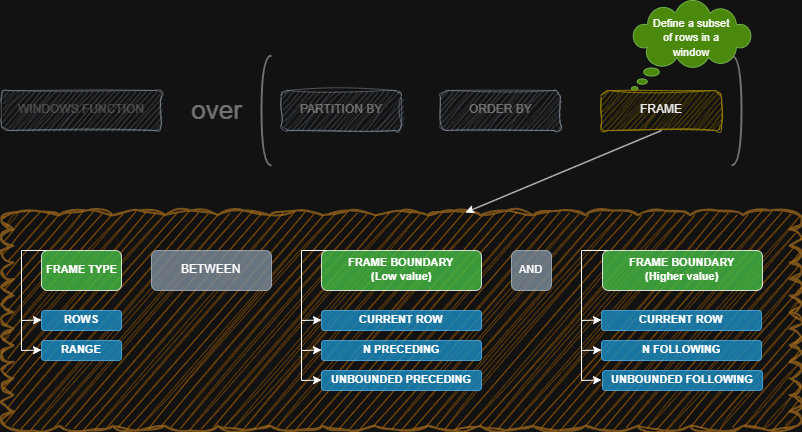 Define a subset
of rows in a
window
WINDOWS FUNCTION
over
PARTITION BY
ORDER BY
FRAME
FRAME TYPE
BETWEEN
FRAME BOUNDARY
(Low value)
AND
FRAME BOUNDARY
(Higher value)
ROWS
CURRENT ROW
CURRENT ROW
RANGE
N PRECEDING
N FOLLOWING
UNBOUNDED PRECEDING
UNBOUNDED FOLLOWING